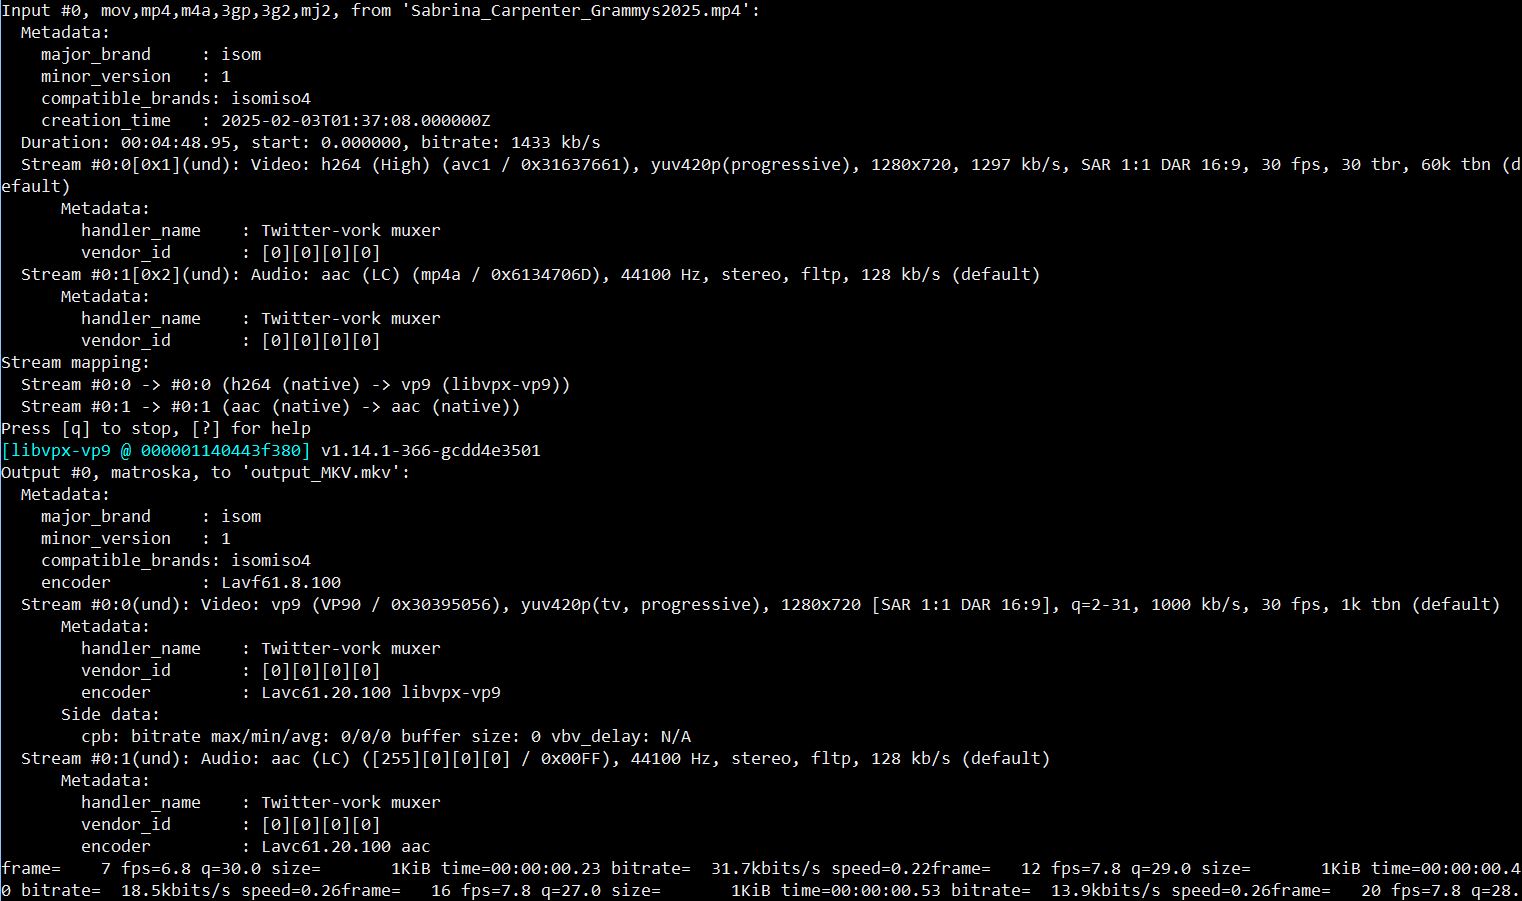 Input #0, mov,mp4,m4a,3gp,3g2,mj2, from 'Sabrina_Carpenter_Grammys2025.mp4':
  Metadata:
    major_brand     : isom
    minor_version   : 1
    compatible_brands: isomiso4
    creation_time   : 2025-02-03T01:37:08.000000Z
  Duration: 00:04:48.95, start: 0.000000, bitrate: 1433 kb/s
  Stream #0:0[0x1](und): Video: h264 (High) (avc1 / 0x31637661), yuv420p(progressive), 1280x720, 1297 kb/s, SAR 1:1 DAR 16:9, 30 fps, 30 tbr, 60k tbn (d
efault)
      Metadata:
        handler_name    : Twitter-vork muxer
        vendor_id       : [0][0][0][0]
  Stream #0:1[0x2](und): Audio: aac (LC) (mp4a / 0x6134706D), 44100 Hz, stereo, fltp, 128 kb/s (default)
      Metadata:
        handler_name    : Twitter-vork muxer
        vendor_id       : [0][0][0][0]
Stream mapping:
  Stream #0:0 -> #0:0 (h264 (native) -> vp9 (libvpx-vp9))
  Stream #0:1 -> #0:1 (aac (native) -> aac (native))
Press [q] to stop, [?] for help
[libvpx-vp9 @ 000001140443f380] v1.14.1-366-gcdd4e3501
Output #0, matroska, to 'output_MKV.mkv':
  Metadata:
    major_brand     : isom
    minor_version   : 1
    compatible_brands: isomiso4
    encoder         : Lavf61.8.100
  Stream #0:0(und): Video: vp9 (VP90 / 0x30395056), yuv420p(tv, progressive), 1280x720 [SAR 1:1 DAR 16:9], q=2-31, 1000 kb/s, 30 fps, 1k tbn (default)
      Metadata:
        handler_name    : Twitter-vork muxer
        vendor_id       : [0][0][0][0]
        encoder         : Lavc61.20.100 libvpx-vp9
      Side data:
        cpb: bitrate max/min/avg: 0/0/0 buffer size: 0 vbv_delay: N/A
  Stream #0:1(und): Audio: aac (LC) ([255][0][0][0] / 0x00FF), 44100 Hz, stereo, fltp, 128 kb/s (default)
      Metadata:
        handler_name    : Twitter-vork muxer
        vendor_id       : [0][0][0][0]
        encoder         : Lavc61.20.100 aac
frame=    7 fps=6.8 q=30.0 size=       1KiB time=00:00:00.23 bitrate=  31.7kbits/s speed=0.22frame=   12 fps=7.8 q=29.0 size=       1KiB time=00:00:00.4
0 bitrate=  18.5kbits/s speed=0.26frame=   16 fps=7.8 q=27.0 size=       1KiB time=00:00:00.53 bitrate=  13.9kbits/s speed=0.26frame=   20 fps=7.8 q=28.